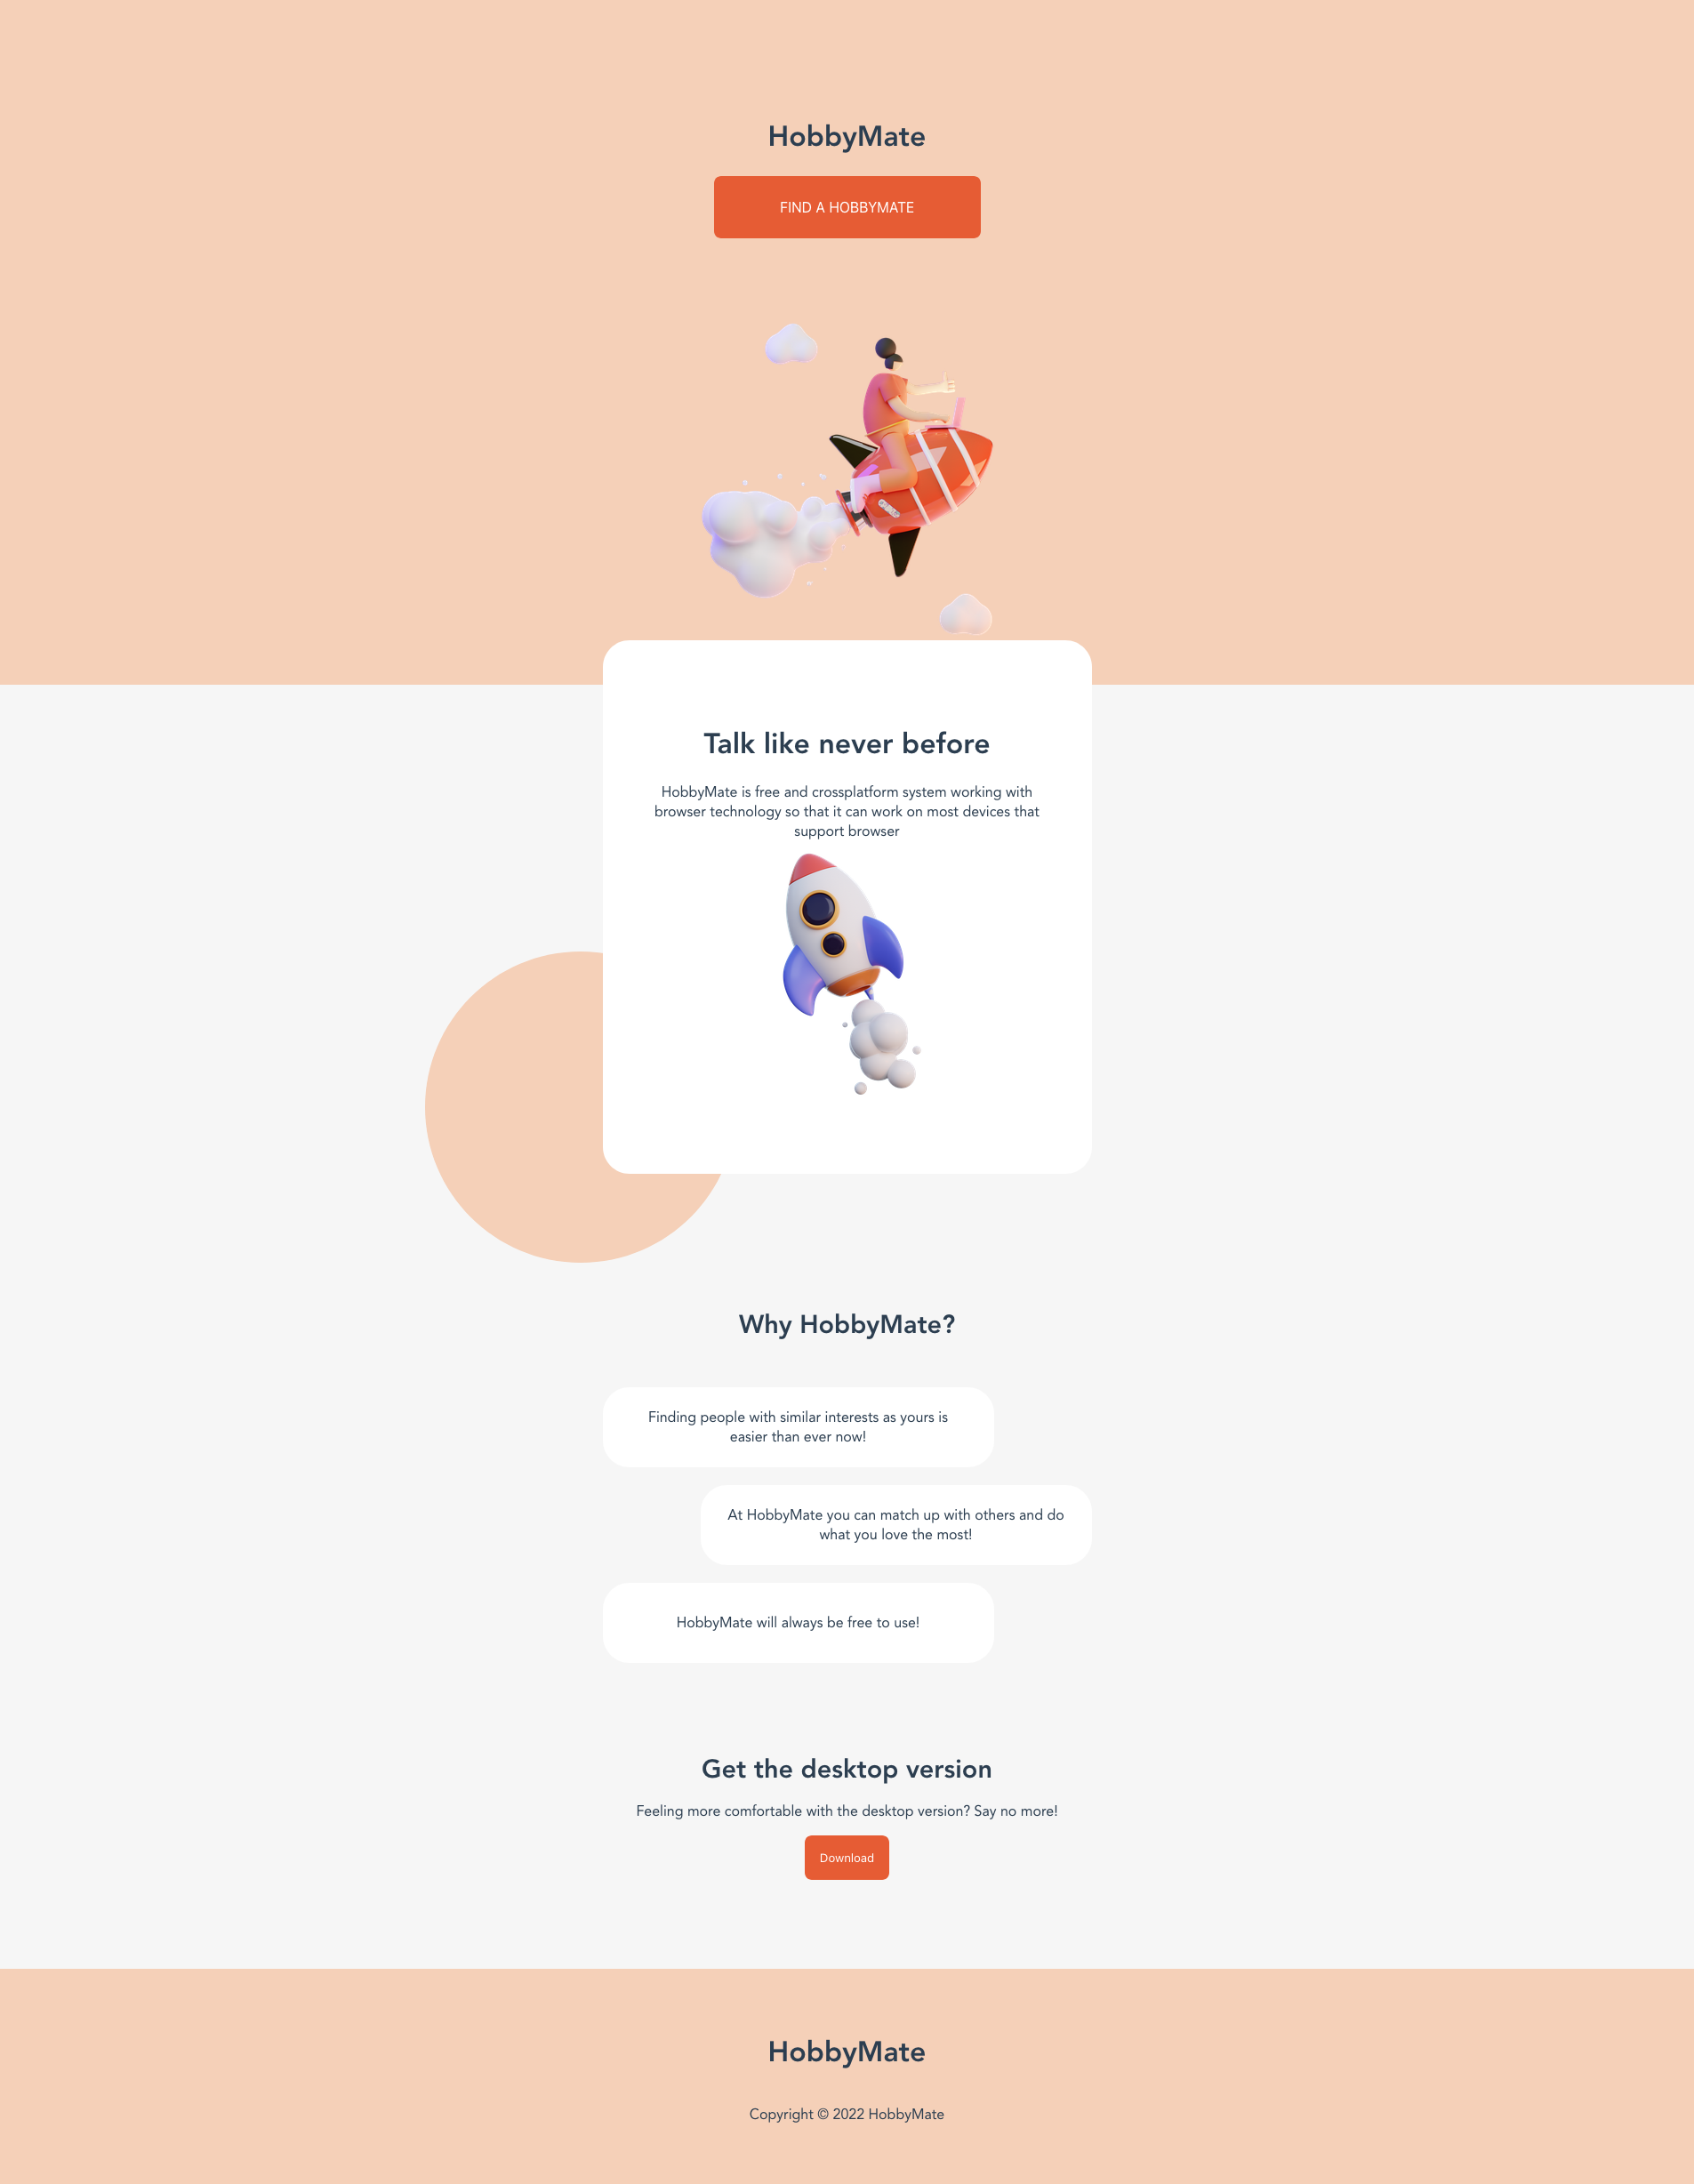 HobbyMate
FIND A HOBBYMATE
Talk like never before
HobbyMate is free and crossplatform system working with
browser technology so that it can work on most devices that
support browser
Why HobbyMate?
Finding people with similar interests as yours is
easier than ever now!
At HobbyMate you can match up with others and do
what you love the most!
HobbyMate will always be free to use!
Get the desktop version
Feeling more comfortable with the desktop version? Say no more!
Download
HobbyMate
Copyright © 2022 HobbyMate